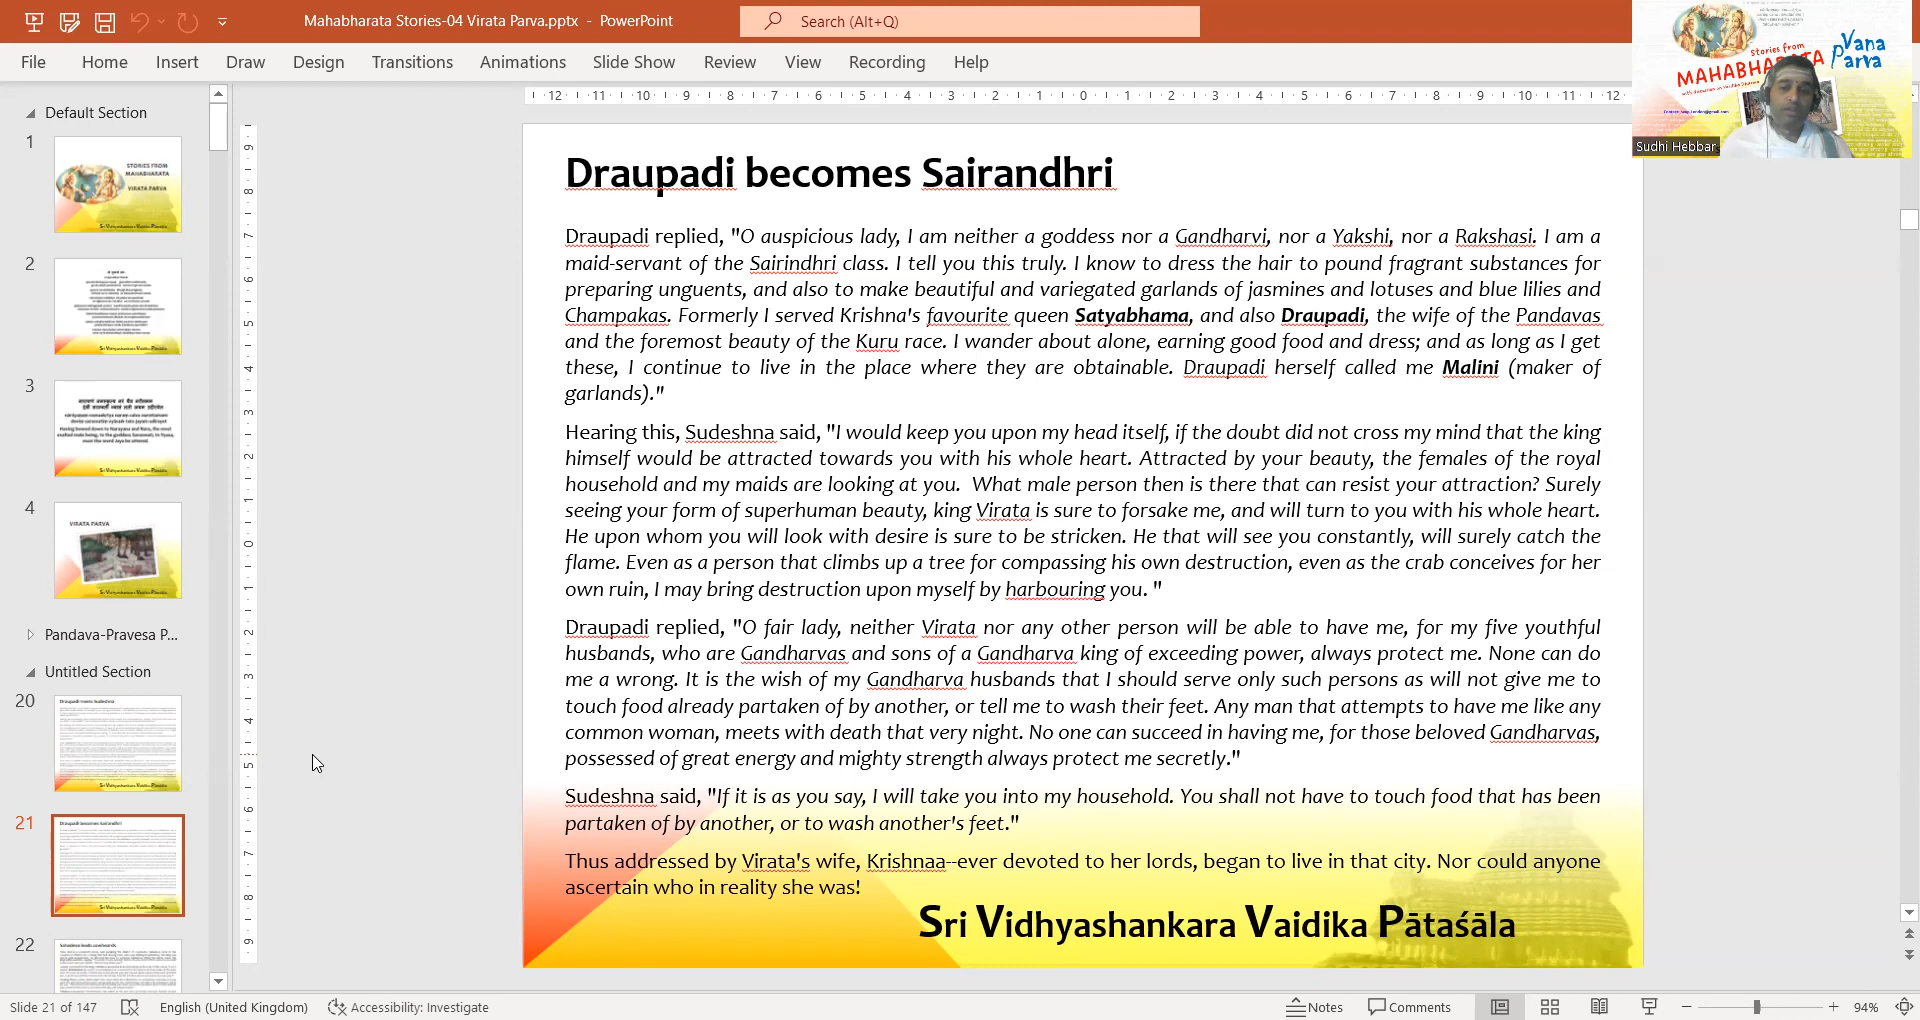 Mahabharata Stories-04 Virata Parva.pptx - PowerPoint
Search (Alt+Q)
File Home Insert Draw Design Transitions Animations Slide Show Review View Recording Help
Stories from
MAHABHARATA
Vana
Parva
Sudhi Hebbar
Default Section
1
STORIES FROM
MAHABHARATA
VIRATA PARVA
2
3
4
VIRATA PARVA
Pandava-Pravesa P...
Untitled Section
20
Draupadi meets Sudeshna
21
Draupadi becomes Sairandhri
22
Draupadi becomes Sairandhri
Draupadi replied, "O auspicious lady, I am neither a goddess nor a Gandharvi, nor a Yakshi, nor a Rakshasi. I am a
maid-servant of the Sairindhri class. I tell you this truly. I know to dress the hair to pound fragrant substances for
preparing unguents, and also to make beautiful and variegated garlands of jasmines and lotuses and blue lilies and
Champakas. Formerly I served Krishna's favourite queen Satyabhama, and also Draupadi, the wife of the Pandavas
and the foremost beauty of the Kuru race. I wander about alone, earning good food and dress; and as long as I get
these, I continue to live in the place where they are obtainable. Draupadi herself called me Malini (maker of
garlands)."
Hearing this, Sudeshna said, "I would keep you upon my head itself, if the doubt did not cross my mind that the king
himself would be attracted towards you with his whole heart. Attracted by your beauty, the females of the royal
household and my maids are looking at you. What male person then is there that can resist your attraction? Surely
seeing your form of superhuman beauty, king Virata is sure to forsake me, and will turn to you with his whole heart.
He upon whom you will look with desire is sure to be stricken. He that will see you constantly, will surely catch the
flame. Even as a person that climbs up a tree for compassing his own destruction, even as the crab conceives for her
own ruin, I may bring destruction upon myself by harbouring you. "
Draupadi replied, "O fair lady, neither Virata nor any other person will be able to have me, for my five youthful
husbands, who are Gandharvas and sons of a Gandharva king of exceeding power, always protect me. None can do
me a wrong. It is the wish of my Gandharva husbands that I should serve only such persons as will not give me to
touch food already partaken of by another, or tell me to wash their feet. Any man that attempts to have me like any
common woman, meets with death that very night. No one can succeed in having me, for those beloved Gandharvas,
possessed of great energy and mighty strength always protect me secretly."
Sudeshna said, "If it is as you say, I will take you into my household. You shall not have to touch food that has been
partaken of by another, or to wash another's feet."
Thus addressed by Virata's wife, Krishnaa--ever devoted to her lords, began to live in that city. Nor could anyone
ascertain who in reality she was!
Sri Vidhyashankara Vaidika Pātaśāla
Slide 21 of 147 English (United Kingdom) Accessibility: Investigate Notes Comments 94%